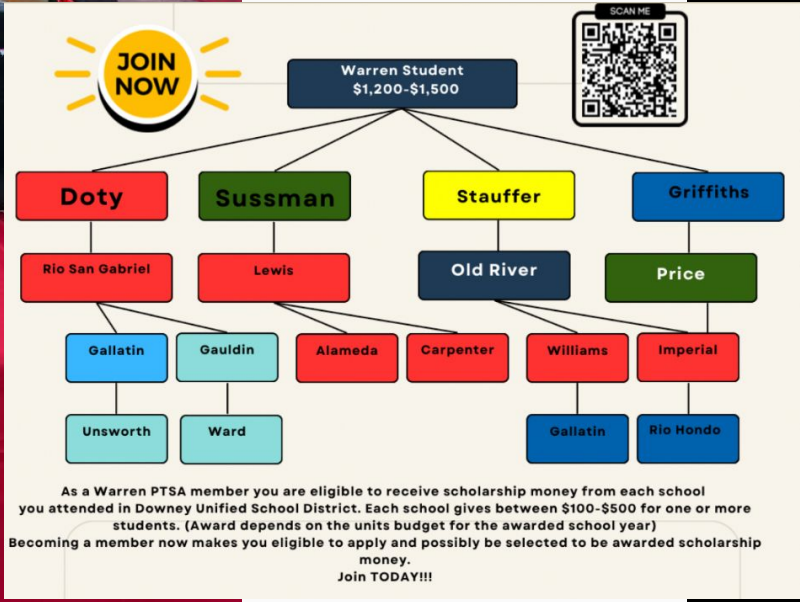 SCAN ME
JOIN
NOW
Warren Student
$1,200-$1,500
Doty
Sussman
Stauffer
Griffiths
Rio San Gabriel
Lewis
Old River
Price
Gallatin
Gauldin
Alameda
Carpenter
Williams
Imperial
Unsworth
Ward
Gallatin
Rio Hondo
As a Warren PTSA member you are eligible to receive scholarship money from each school
you attended in Downey Unified School District. Each school gives between $100-$500 for one or more
students. (Award depends on the units budget for the awarded school year)
Becoming a member now makes you eligible to apply and possibly be selected to be awarded scholarship
money.
Join TODAY!!!